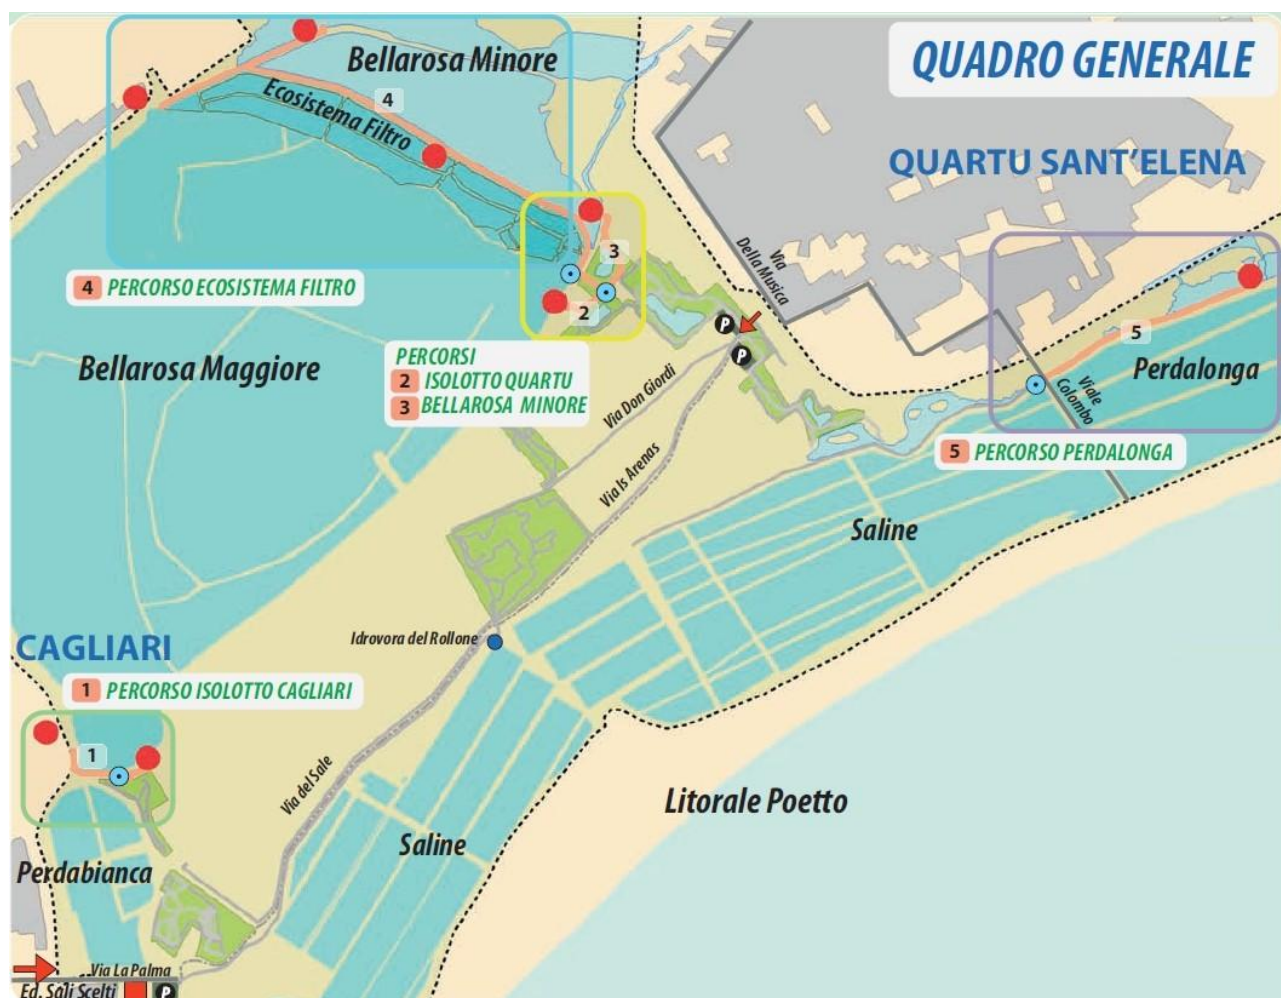 QUADRO GENERALE
Bellarosa Minore
Ecosistema Filtro
4
QUARTU SANT'ELENA
3
2
Via
Della Musica
4 PERCORSO ECOSISTEMA FILTRO
P
P
5
Perdalonga
Viale
Colombo
Bellarosa Maggiore
PERCORSI
2 ISOLOTTO QUARTU
3 BELLAROSA MINORE
Via Don Giordi
Via Is Arenas
5 PERCORSO PERDALONGA
Saline
Idrovora del Rollone
CAGLIARI
1 PERCORSO ISOLOTTO CAGLIARI
1
Via del Sale
Litorale Poetto
Saline
Perdabianca
Via La Palma
Ed. Sali Scelti
P